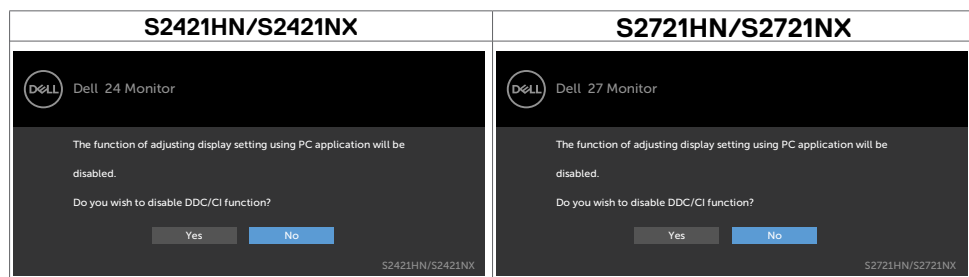 S2421HN/S2421NX
S2721HN/S2721NX
DELL
Dell 24 Monitor
The function of adjusting display setting using PC application will be
disabled.
Do you wish to disable DDC/CI function?
Yes
No
S2421HN/S2421NX
DELL
Dell 27 Monitor
The function of adjusting display setting using PC application will be
disabled.
Do you wish to disable DDC/CI function?
Yes
No
S2721HN/S2721NX